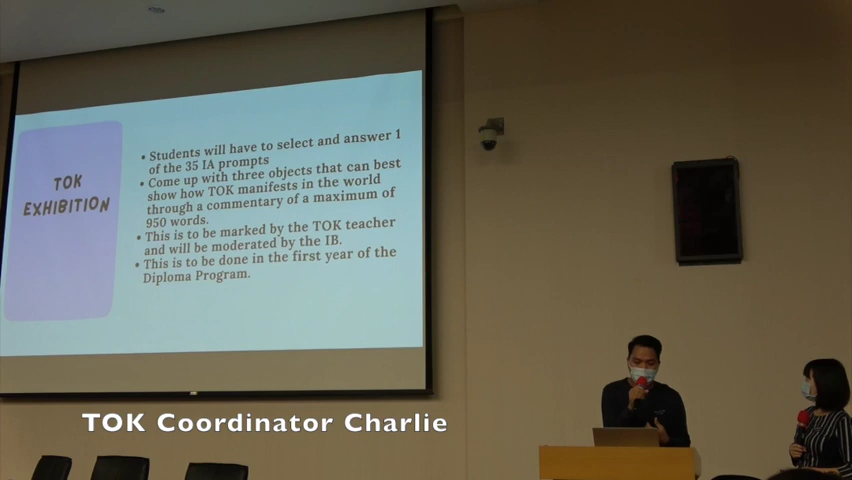 TOK
EXHIBITION
• Students will have to select and answer 1
of the 35 IA prompts
• Come up with three objects that can best
show how TOK manifests in the world
through a commentary of a maximum of
950 words.
• This is to be marked by the TOK teacher
and will be moderated by the IB.
• This is to be done in the first year of the
Diploma Program.
TOK Coordinator Charlie